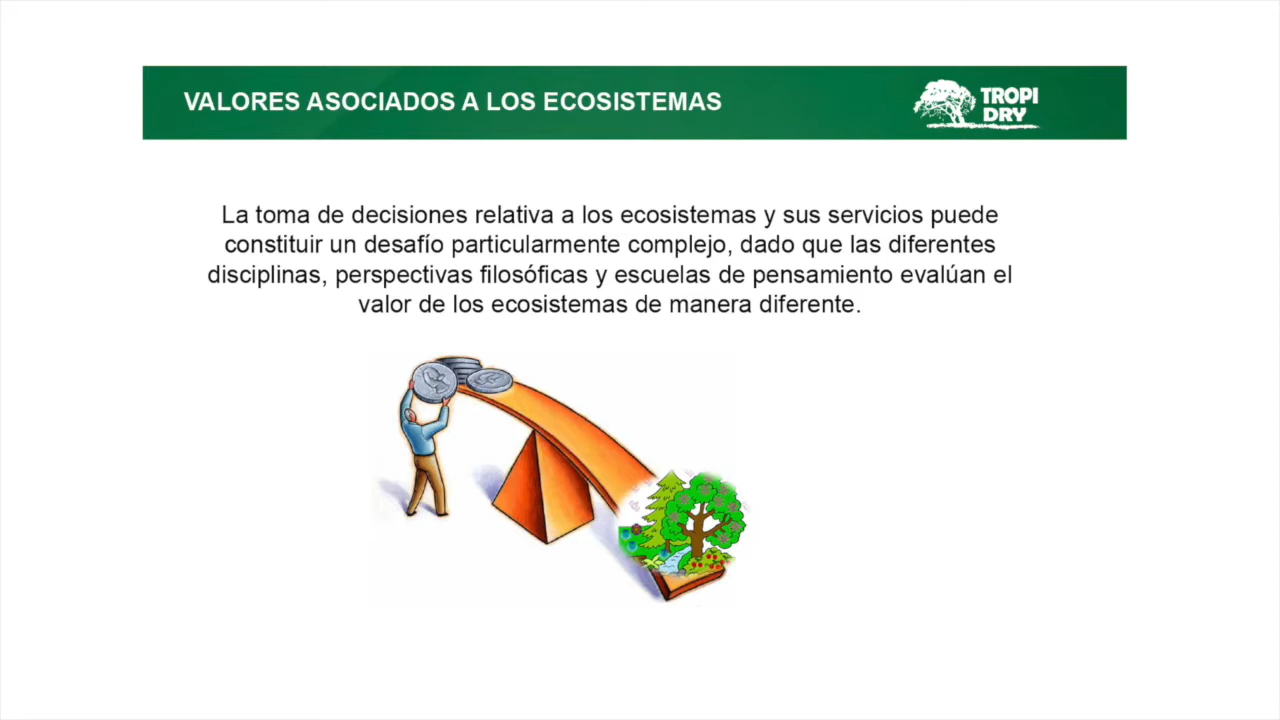 VALORES ASOCIADOS A LOS ECOSISTEMAS
TROPI
DRY
La toma de decisiones relativa a los ecosistemas y sus servicios puede
constituir un desafío particularmente complejo, dado que las diferentes
disciplinas, perspectivas filosóficas y escuelas de pensamiento evalúan el
valor de los ecosistemas de manera diferente.